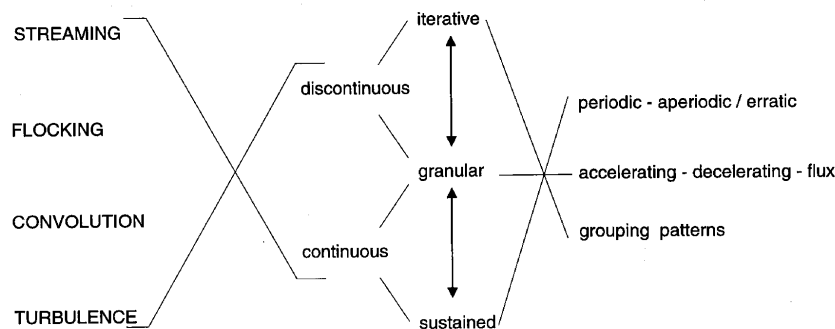 STREAMING
FLOCKING
CONVOLUTION
TURBULENCE
discontinuous
continuous
iterative
granular
sustained
periodic - aperiodic / erratic
accelerating - decelerating - flux
grouping patterns